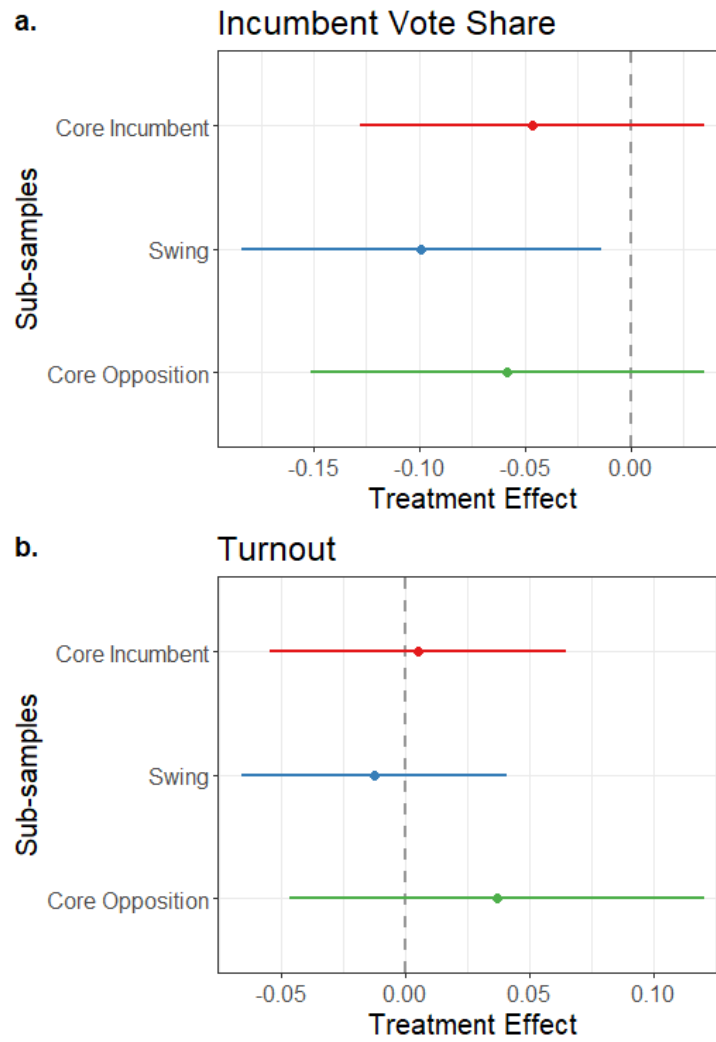 a.
Incumbent Vote Share
Sub-samples
Core Incumbent
Swing
Core Opposition
-0.15 -0.10 -0.05 0.00
Treatment Effect
b.
Turnout
Sub-samples
Core Incumbent
Swing
Core Opposition
-0.05 0.00 0.05 0.10
Treatment Effect